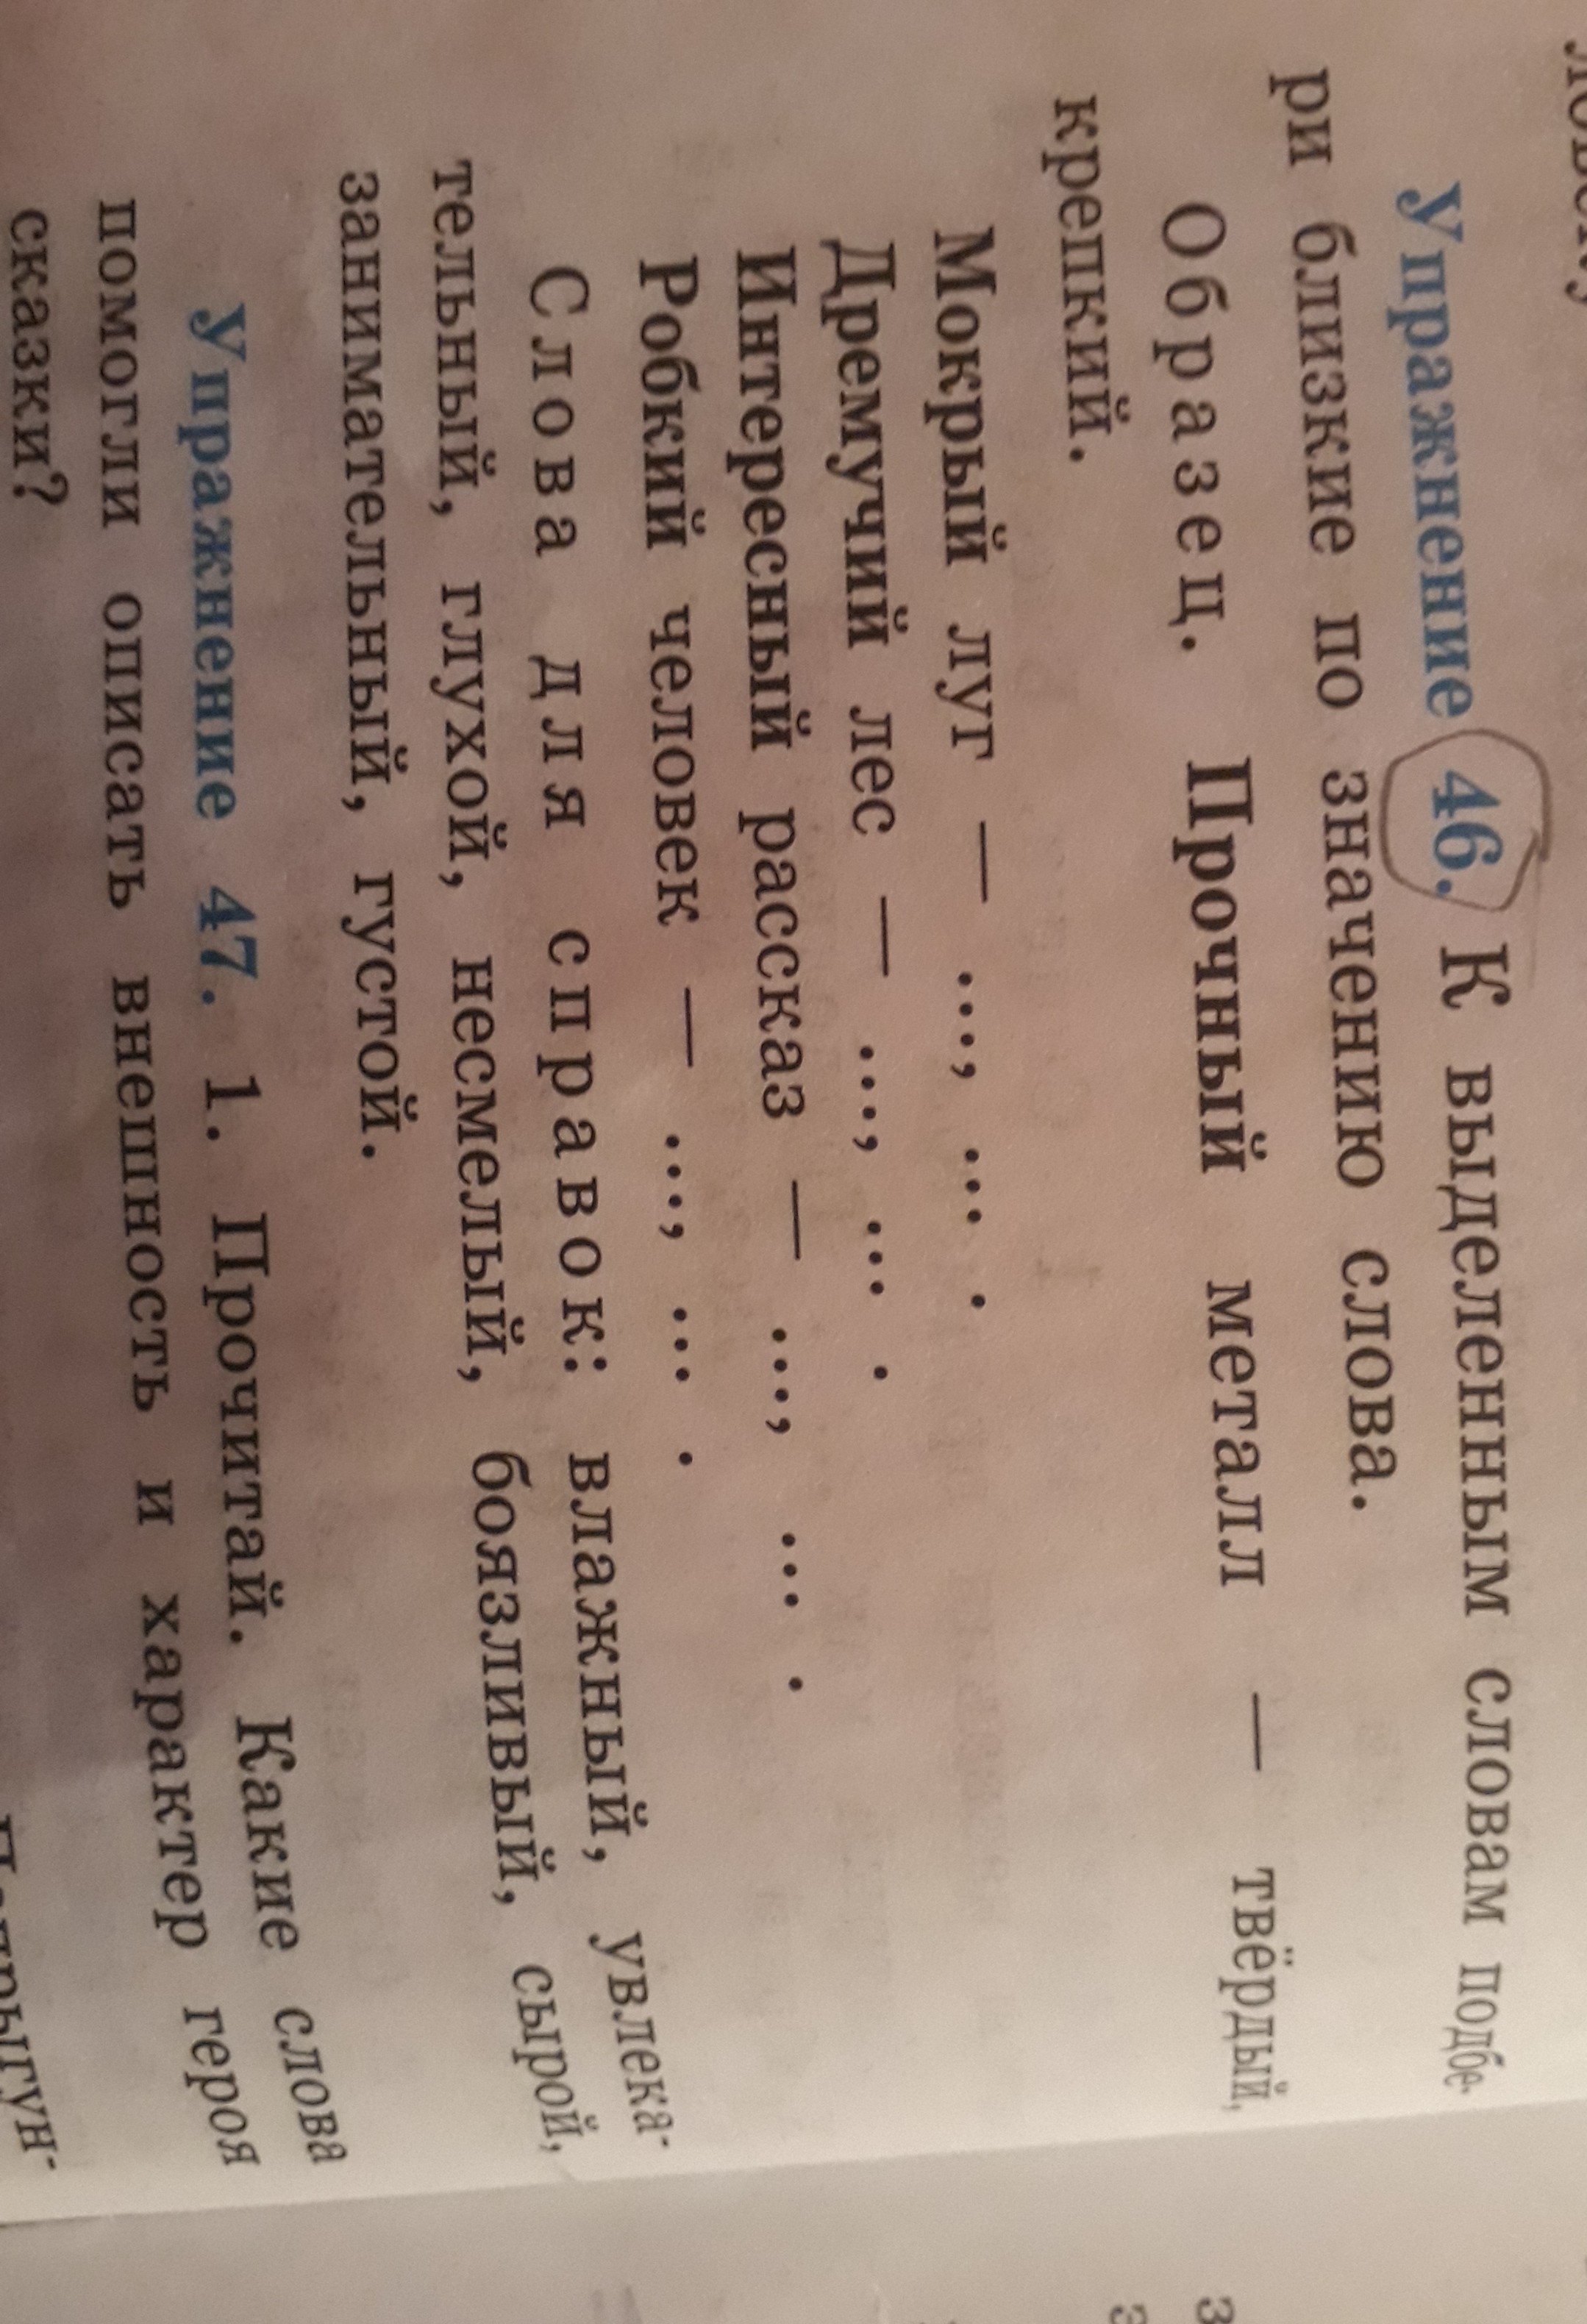 Упражнение 46. К выделенным словам подбе-
ри близкие по значению слова.
Образец. Прочный металл — твёрдый,
крепкий.
Мокрый луг — ..., ... .
Дремучий лес — ..., ... .
Интересный рассказ — ..., ... .
Робкий человек — ..., ... .
Слова для справок: влажный, увлека-
тельный, глухой, несмелый, боязливый, сырой,
занимательный, густой.
Упражнение 47. 1. Прочитай. Какие слова
помогли описать внешность и характер героя
сказки?